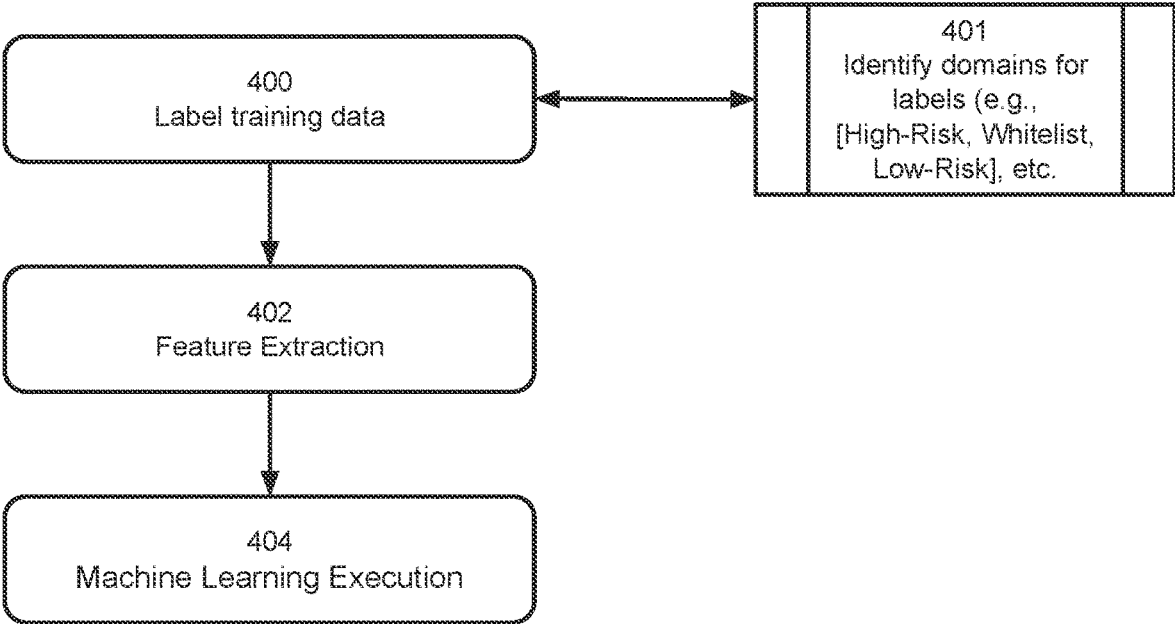 400
Label training data
401
Identify domains for
labels (e.g.,
[High-Risk, Whitelist,
Low-Risk], etc.
402
Feature Extraction
404
Machine Learning Execution